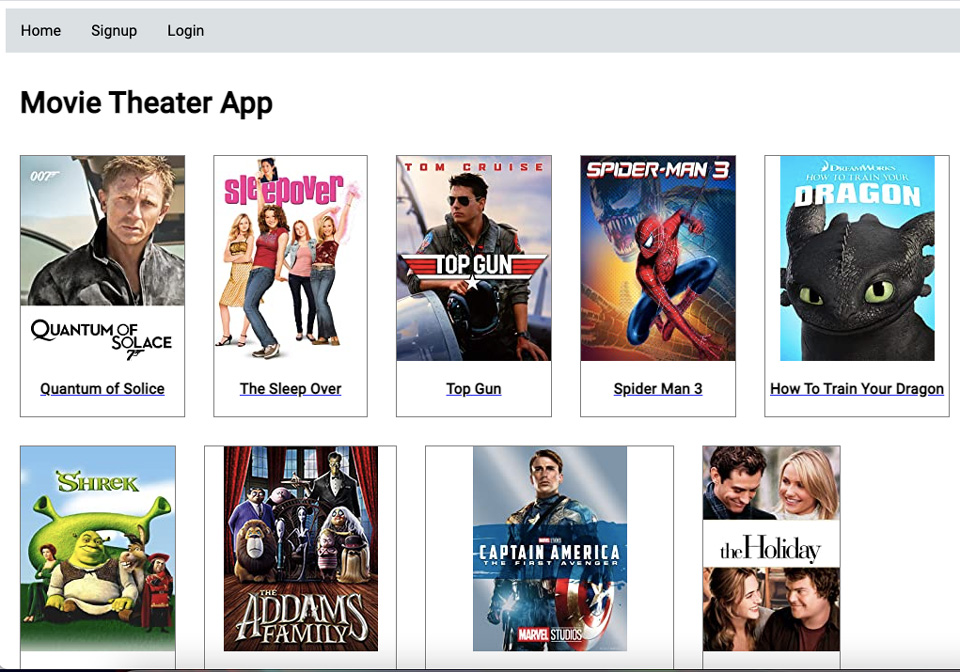 Home Signup Login
Movie Theater App
007
QUANTUM OF
SOLACE
007
Quantum of Solice
sleepover
The Sleep Over
TOM CRUISE
TOP GUN
Top Gun
SPIDER-MAN 3
Spider Man 3
DREAMWORKS
HOW TO TRAIN YOUR
DRAGON
How To Train Your Dragon
SHREK
THE
ADDAMS
FAMILY
MARVEL STUDIOS
CAPTAIN AMERICA
THE FIRST AVENGER
MARVEL STUDIOS
the Holiday